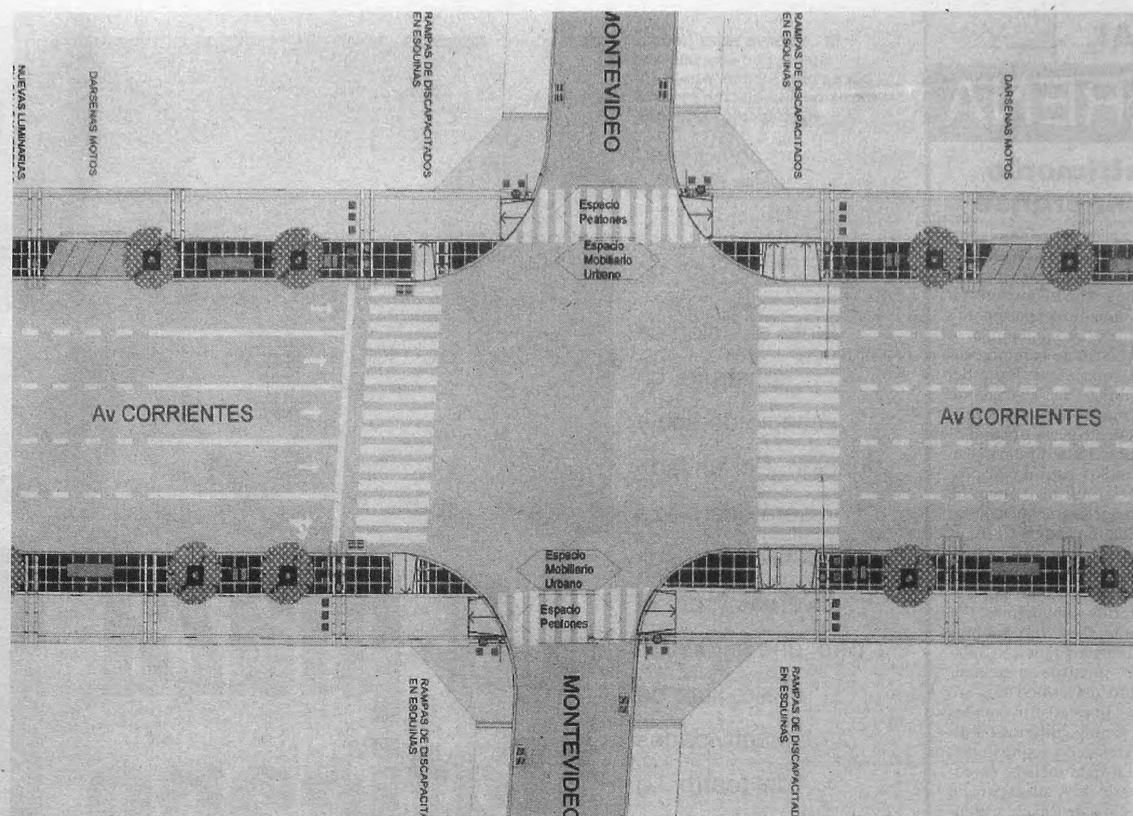 NUEVAS LUMINARIAS
DARSENAS MOTOS
RAMPAS DE DISCAPACITADOS
EN ESQUINAS
MONTEVIDEO
RAMPAS DE DISCAPACITADOS
EN ESQUINAS
DARSENAS MOTOS
Espacio
Peatones
Espacio
Mobiliario
Urbano
Av CORRIENTES
Av CORRIENTES
Espacio
Mobiliario
Urbano
Espacio
Peatones
RAMPAS DE DISCAPACITA
EN ESQUINAS
MONTEVIDEO
RAMPAS DE DISCAPACITAD
EN ESQUINAS